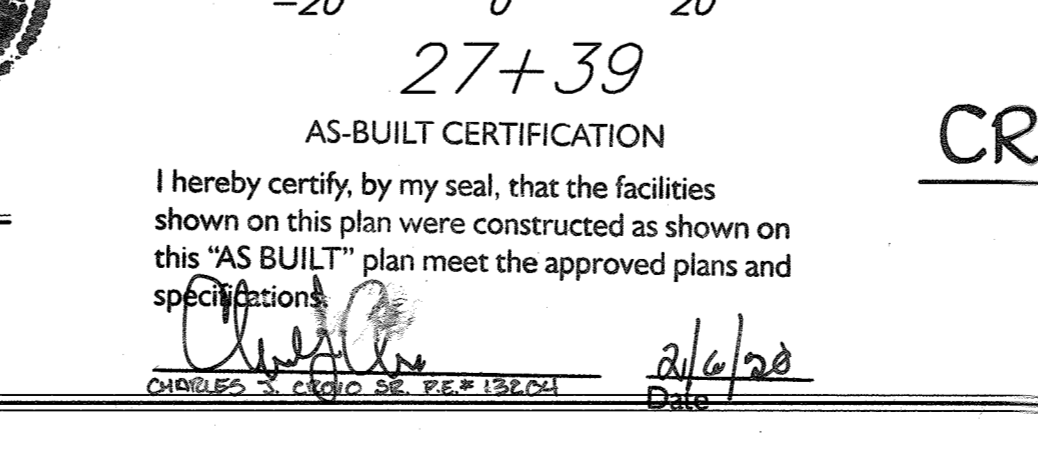 -20 0 20
27+39
AS-BUILT CERTIFICATION
CR
I hereby certify, by my seal, that the facilities
shown on this plan were constructed as shown on
this “AS BUILT” plan meet the approved plans and
specifications.
2/6/20
CHARLES J. SR. P.E.# 13204
Date